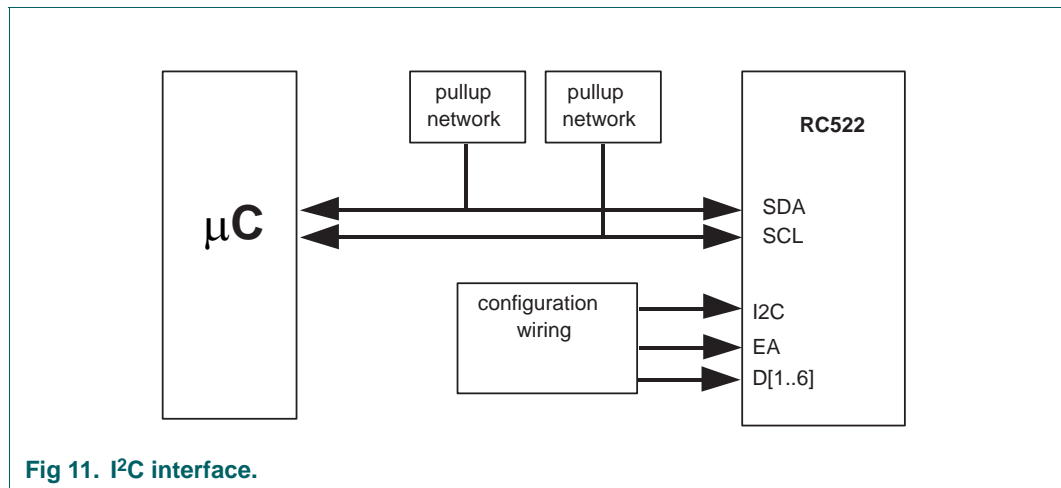 pullup
network
pullup
network
RC522
μC
SDA
SCL
configuration
wiring
I2C
EA
D[1..6]
Fig 11. I²C interface.